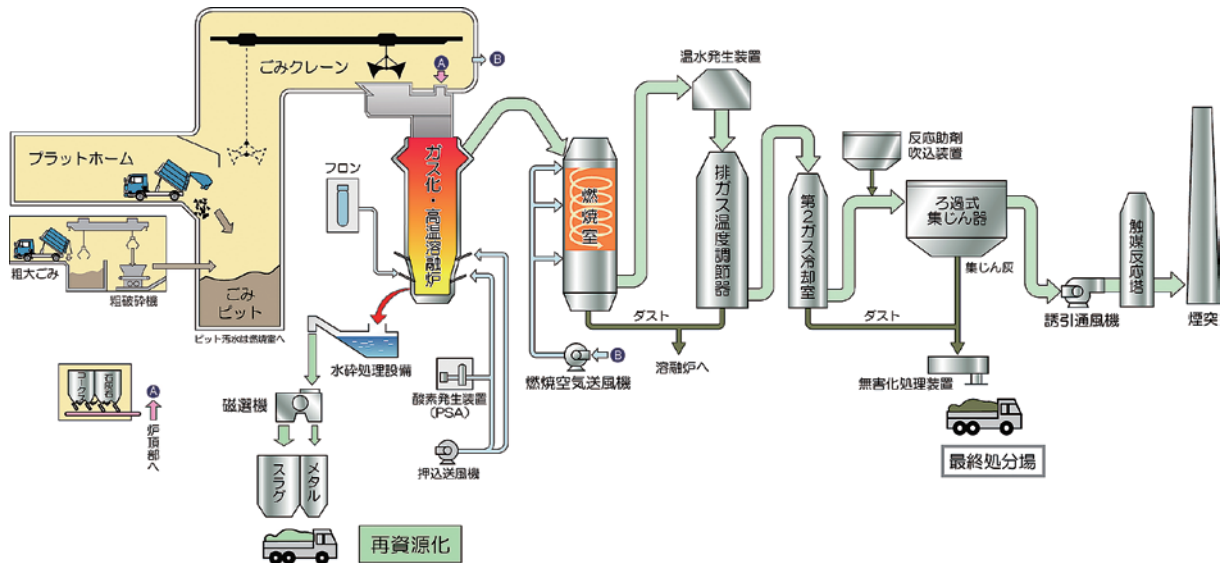 ごみクレーン
A
B
プラットホーム
粗大ごみ
粗破砕機
ごみ
ピット
ピット汚水は燃焼室へ
コークス
石灰石
A
炉頂部へ
フロン
ガス化・高温溶融炉
水砕処理設備
磁選機
スラグ
メタル
再資源化
酸素発生装置
(PSA)
押込送風機
燃焼室
燃焼空気送風機
B
温水発生装置
排ガス温度調節器
ダスト
溶融炉へ
第2ガス冷却室
ダスト
反応助剤
吹込装置
ろ過式
集じん器
集じん灰
無害化処理装置
最終処分場
誘引通風機
触媒反応塔
煙突